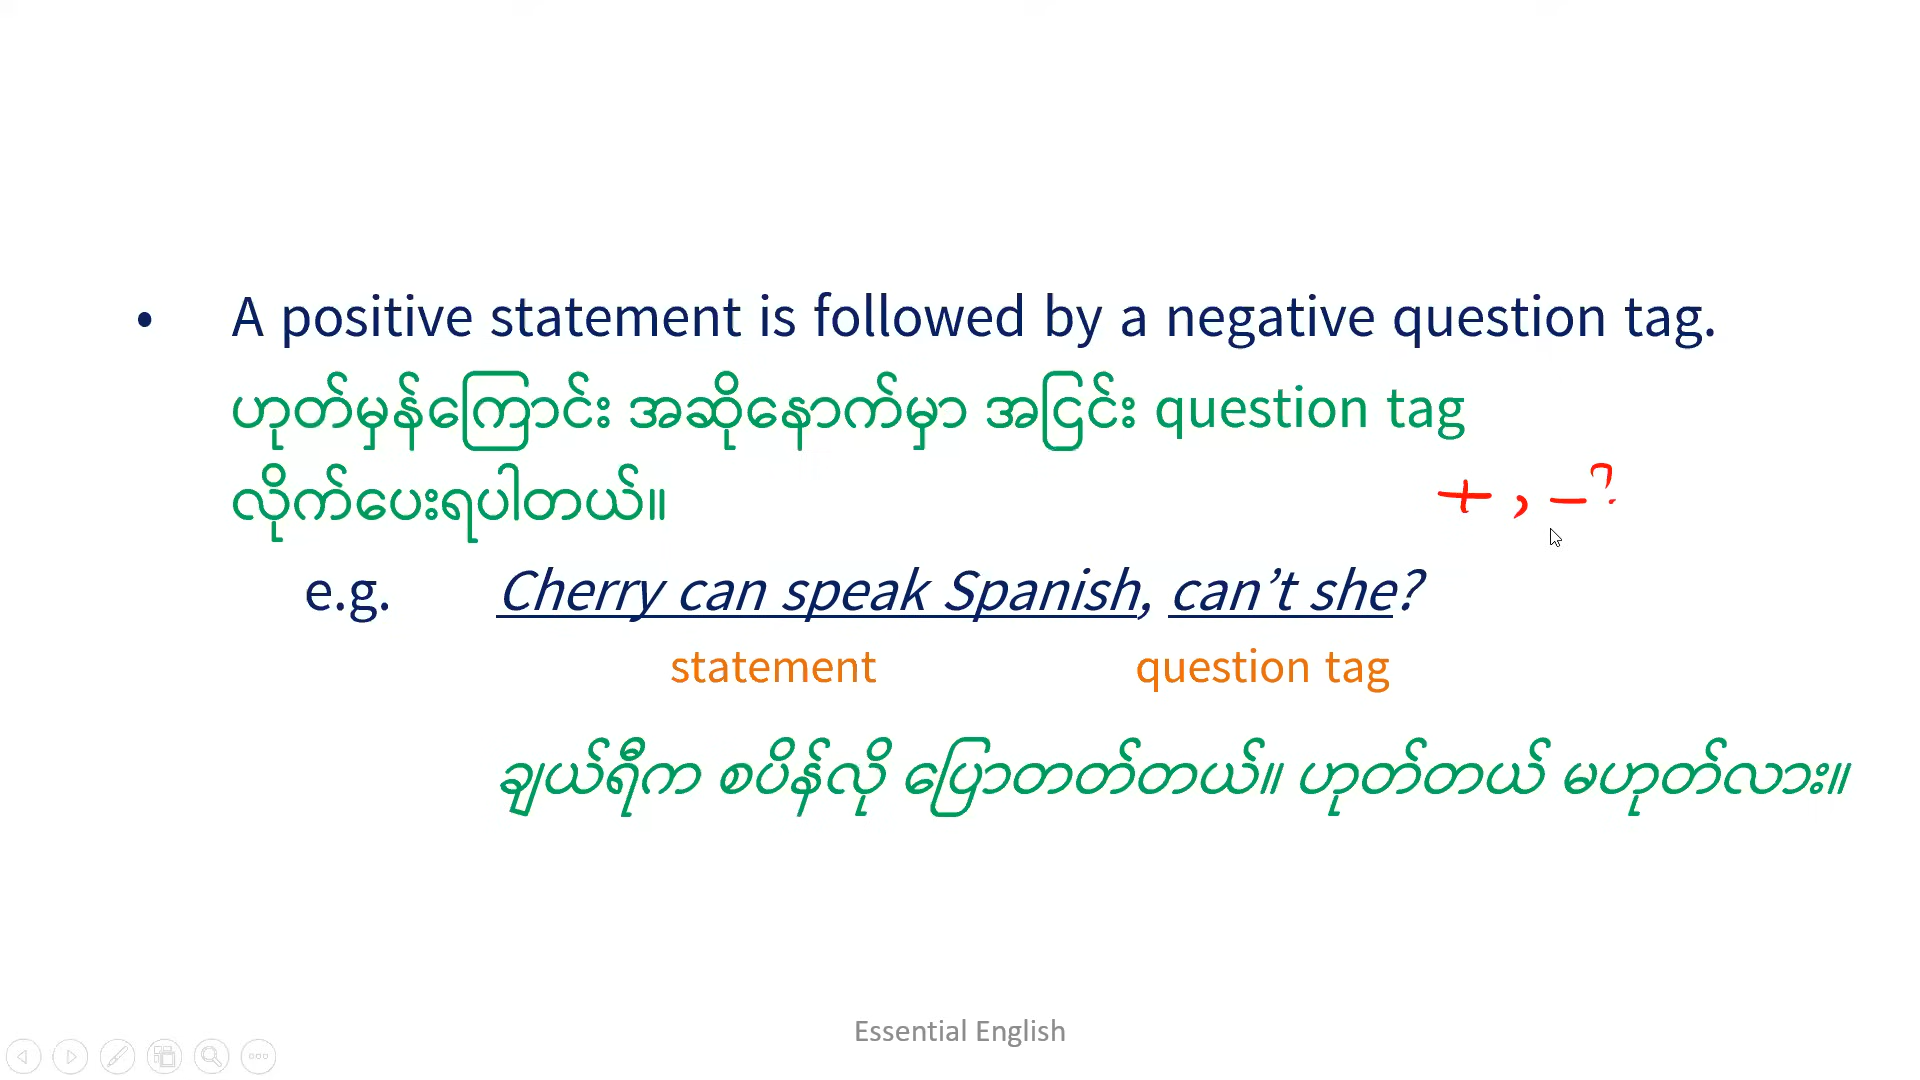 • A positive statement is followed by a negative question tag.
ဟုတ်မှန်ကြောင်း အဆိုနောက်မှာ အငြင်း question tag
လိုက်ပေးရပါတယ်။
+ , – ?
e.g. Cherry can speak Spanish, can’t she?
statement question tag
ချယ်ရီက စပိန်လို ပြောတတ်တယ်။ ဟုတ်တယ် မဟုတ်လား။
Essential English